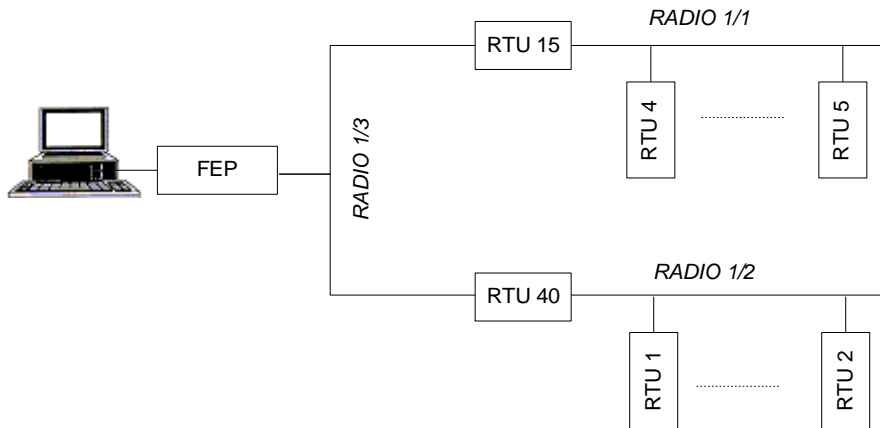 RADIO 1/1
RTU 15
RTU 4
RTU 5
RADIO 1/3
FEP
RADIO 1/2
RTU 40
RTU 1
RTU 2